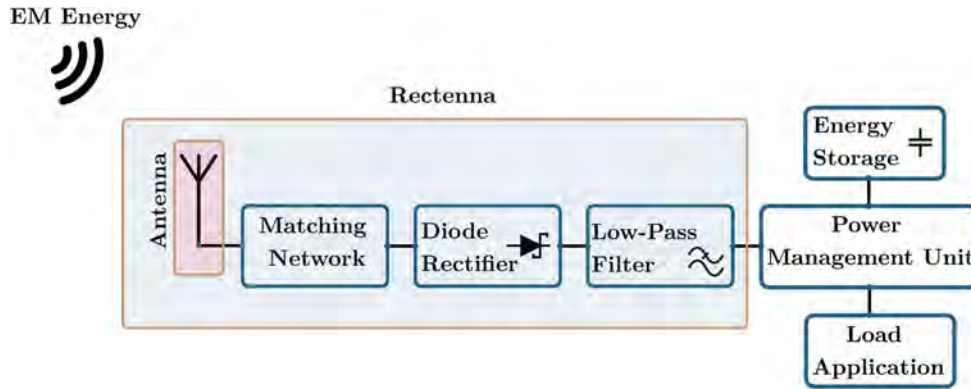 EM Energy
Rectenna
Antenna
Matching
Network
Diode
Rectifier
Low-Pass
Filter
Energy
Storage
Power
Management Unit
Load
Application